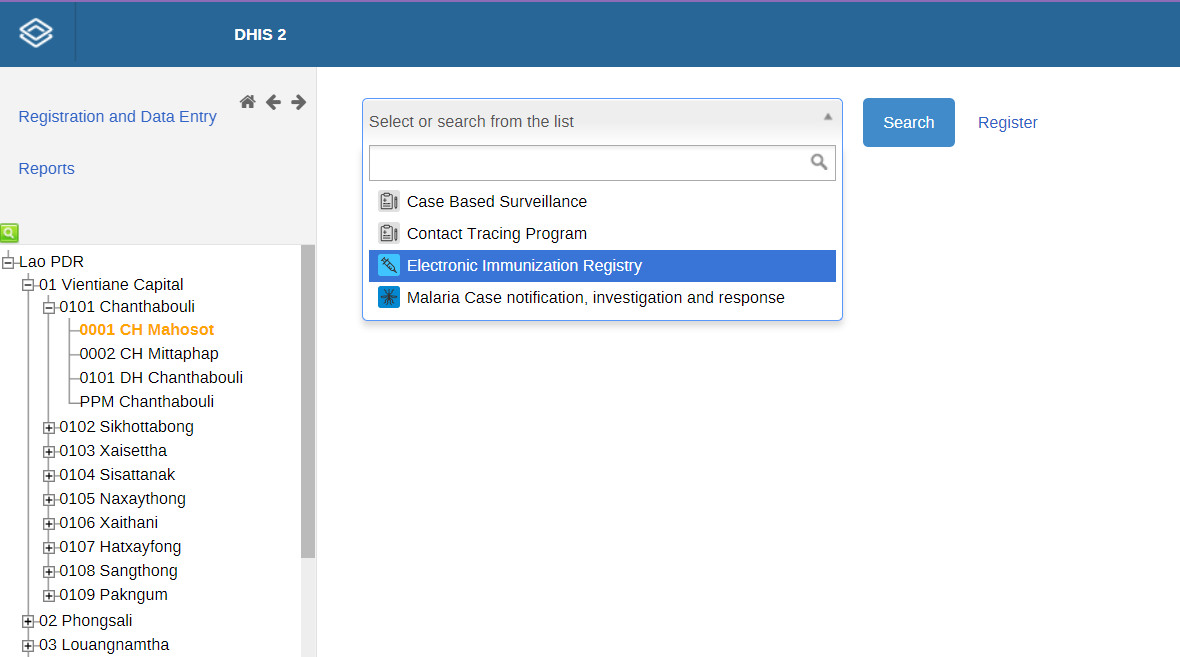 DHIS 2
Registration and Data Entry
Reports
Lao PDR
01 Vientiane Capital
0101 Chanthabouli
0001 CH Mahosot
0002 CH Mittaphap
0101 DH Chanthabouli
PPM Chanthabouli
0102 Sikhottabong
0103 Xaisettha
0104 Sisattanak
0105 Naxaythong
0106 Xaithani
0107 Hatxayfong
0108 Sangthong
0109 Pakngum
02 Phongsali
03 Louangnamtha
Select or search from the list
Case Based Surveillance
Contact Tracing Program
Electronic Immunization Registry
Malaria Case notification, investigation and response
Search
Register